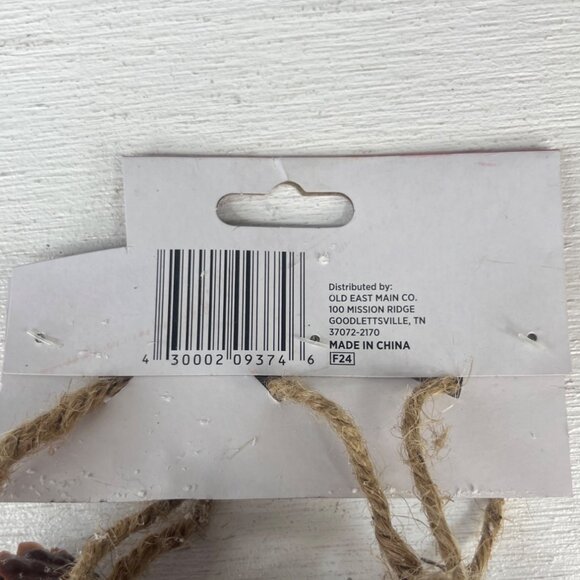 Distributed by:
OLD EAST MAIN CO.
100 MISSION RIDGE
GOODLETTSVILLE, TN
37072-2170
MADE IN CHINA
F24
4 30002 09374 6